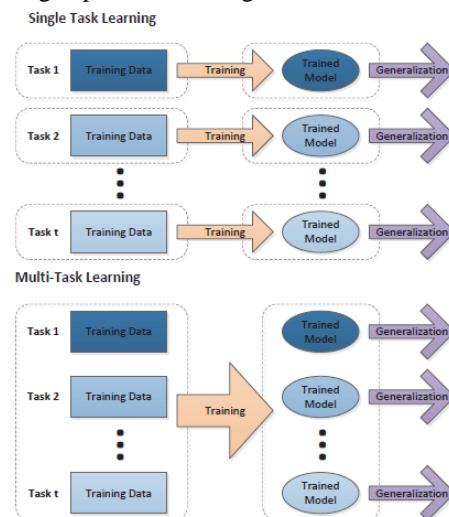 Single Task Learning
Task 1 Training Data Training Trained Model Generalization
Task 2 Training Data Training Trained Model Generalization
Task t Training Data Training Trained Model Generalization
Multi-Task Learning
Task 1 Training Data Trained Model Generalization
Task 2 Training Data Training Trained Model Generalization
Task t Training Data Trained Model Generalization